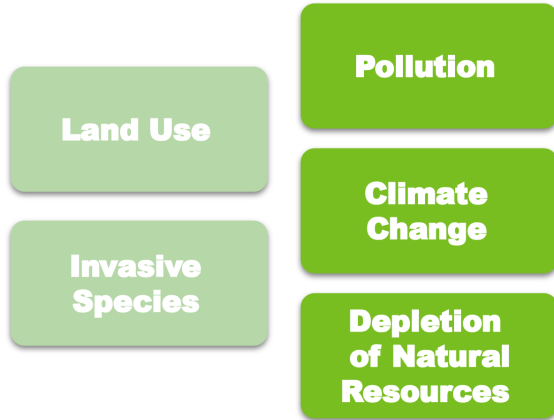 Land Use
Invasive
Species
Pollution
Climate
Change
Depletion
of Natural
Resources